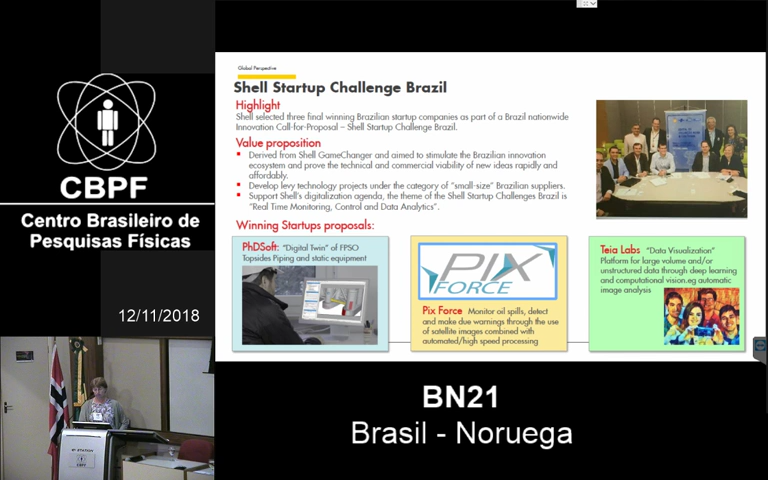 CBPF
Centro Brasileiro de
Pesquisas Físicas
12/11/2018
Global Perspective
Shell Startup Challenge Brazil
Highlight
Shell selected three final winning Brazilian startup companies as part of a Brazil nationwide
Innovation Call-for-Proposal – Shell Startup Challenge Brazil.
Value proposition
▪ Derived from Shell GameChanger and aimed to stimulate the Brazilian innovation
ecosystem and prove the technical and commercial viability of new ideas rapidly and
affordably.
▪ Develop levy technology projects under the category of “small-size” Brazilian suppliers.
▪ Support Shell's digitalization agenda, the theme of the Shell Startup Challenges Brazil is
“Real Time Monitoring, Control and Data Analytics”.
Winning Startups proposals:
PhDSoft: “Digital Twin” of FPSO
Topsides Piping and static equipment
PIX
FORCE
Pix Force Monitor oil spills, detect
and make due warnings through the use
of satellite images combined with
automated/high speed processing
Teia Labs “Data Visualization”
Platform for large volume and/or
unstructured data through deep learning
and computational vision.eg automatic
image analysis
CBPF
BN21
Brasil - Noruega